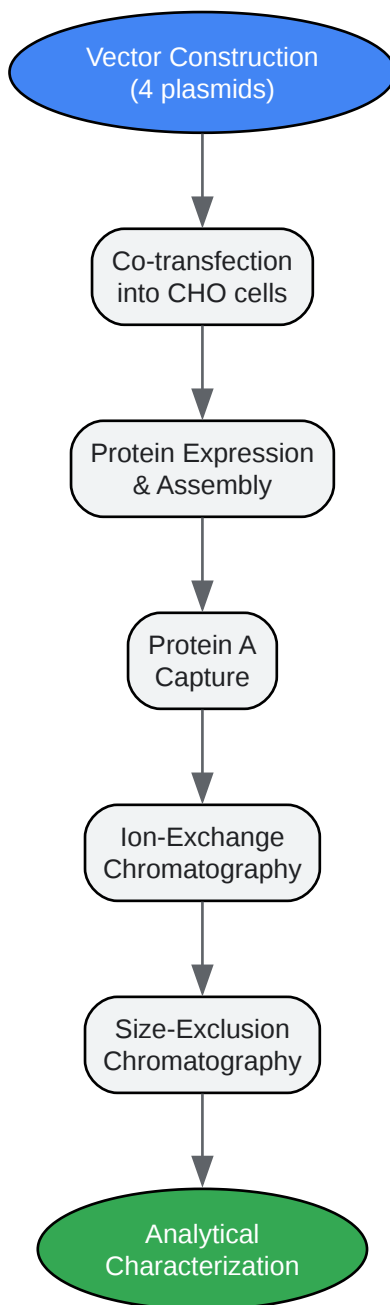 Vector Construction
(4 plasmids)
Co-transfection
into CHO cells
Protein Expression
& Assembly
Protein A
Capture
Ion-Exchange
Chromatography
Size-Exclusion
Chromatography
Analytical
Characterization